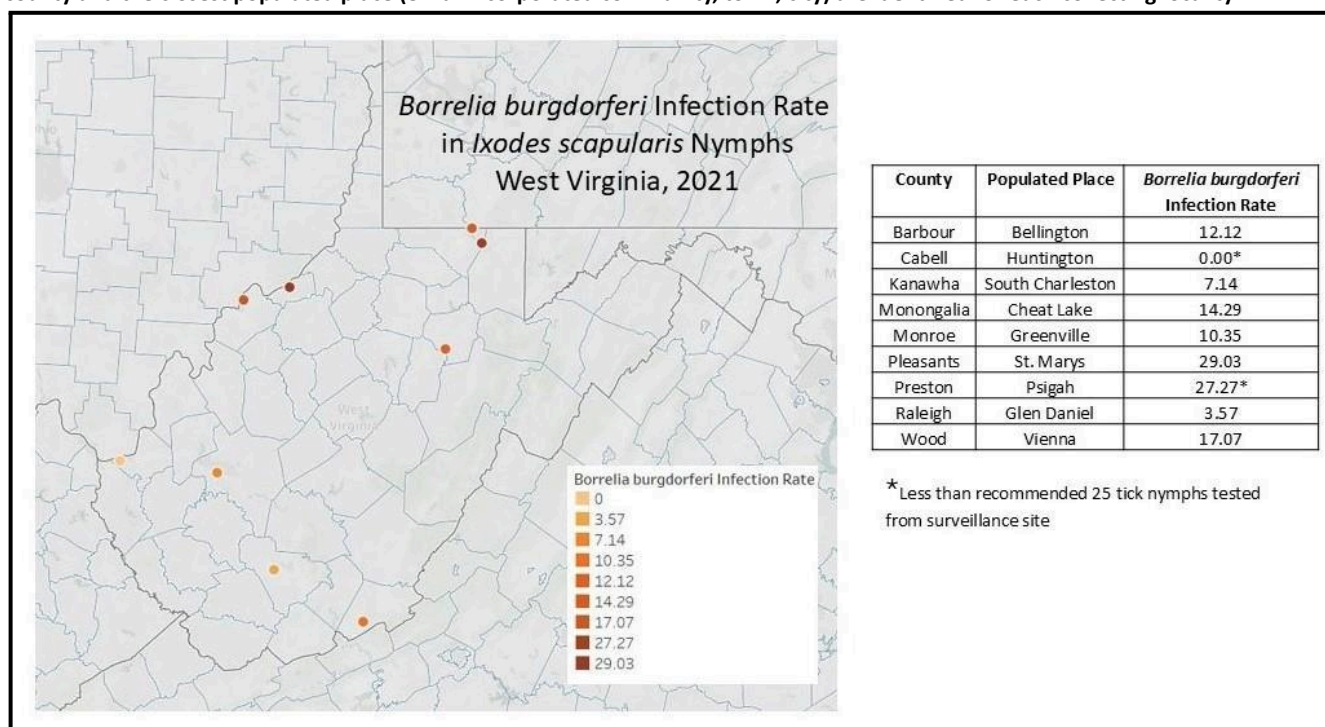 Borrelia burgdorferi Infection Rate
in Ixodes scapularis Nymphs
West Virginia, 2021
West
Virginia
Borrelia burgdorferi Infection Rate
0
3.57
7.14
10.35
12.12
14.29
17.07
27.27
29.03
County Populated Place Borrelia burgdorferi
Infection Rate
Barbour Bellington 12.12
Cabell Huntington 0.00*
Kanawha South Charleston 7.14
Monongalia Cheat Lake 14.29
Monroe Greenville 10.35
Pleasants St. Marys 29.03
Preston Psigah 27.27*
Raleigh Glen Daniel 3.57
Wood Vienna 17.07
*Less than recommended 25 tick nymphs tested
from surveillance site